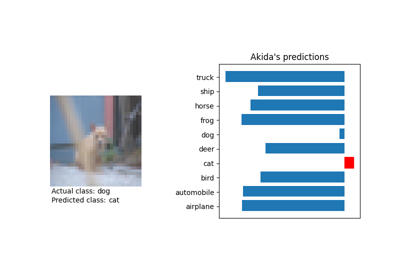 Akida's predictions
truck
ship
horse
frog
dog
deer
cat
bird
automobile
airplane
Actual class: dog
Predicted class: cat